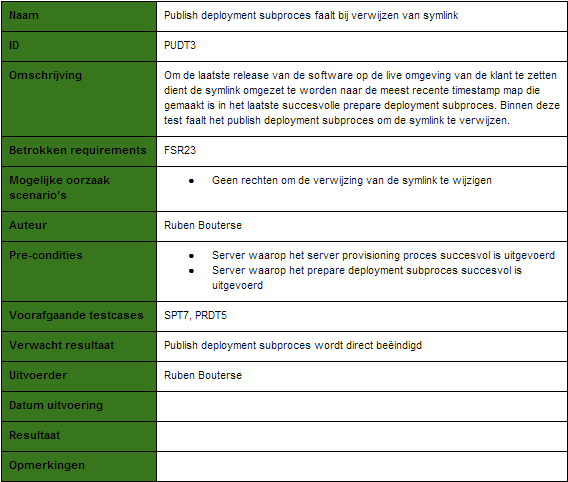 Naam Publish deployment subproces faalt bij verwijzen van symlink
ID PUDT3
Omschrijving Om de laatste release van de software op de live omgeving van de klant te zetten
dient de symlink omgezet te worden naar de meest recente timestamp map die
gemaakt is in het laatste succesvolle prepare deployment subproces. Binnen deze
test faalt het publish deployment subproces om de symlink te verwijzen.
Betrokken requirements FSR23
Mogelijke oorzaak ● Geen rechten om de verwijzing van de symlink te wijzigen
scenario's
Auteur Ruben Bouterse
Pre-condities ● Server waarop het server provisioning proces succesvol is uitgevoerd
● Server waarop het prepare deployment subproces succesvol is
uitgevoerd
Voorafgaande testcases SPT7, PRDT5
Verwacht resultaat Publish deployment subproces wordt direct beëindigd
Uitvoerder Ruben Bouterse
Datum uitvoering
Resultaat
Opmerkingen